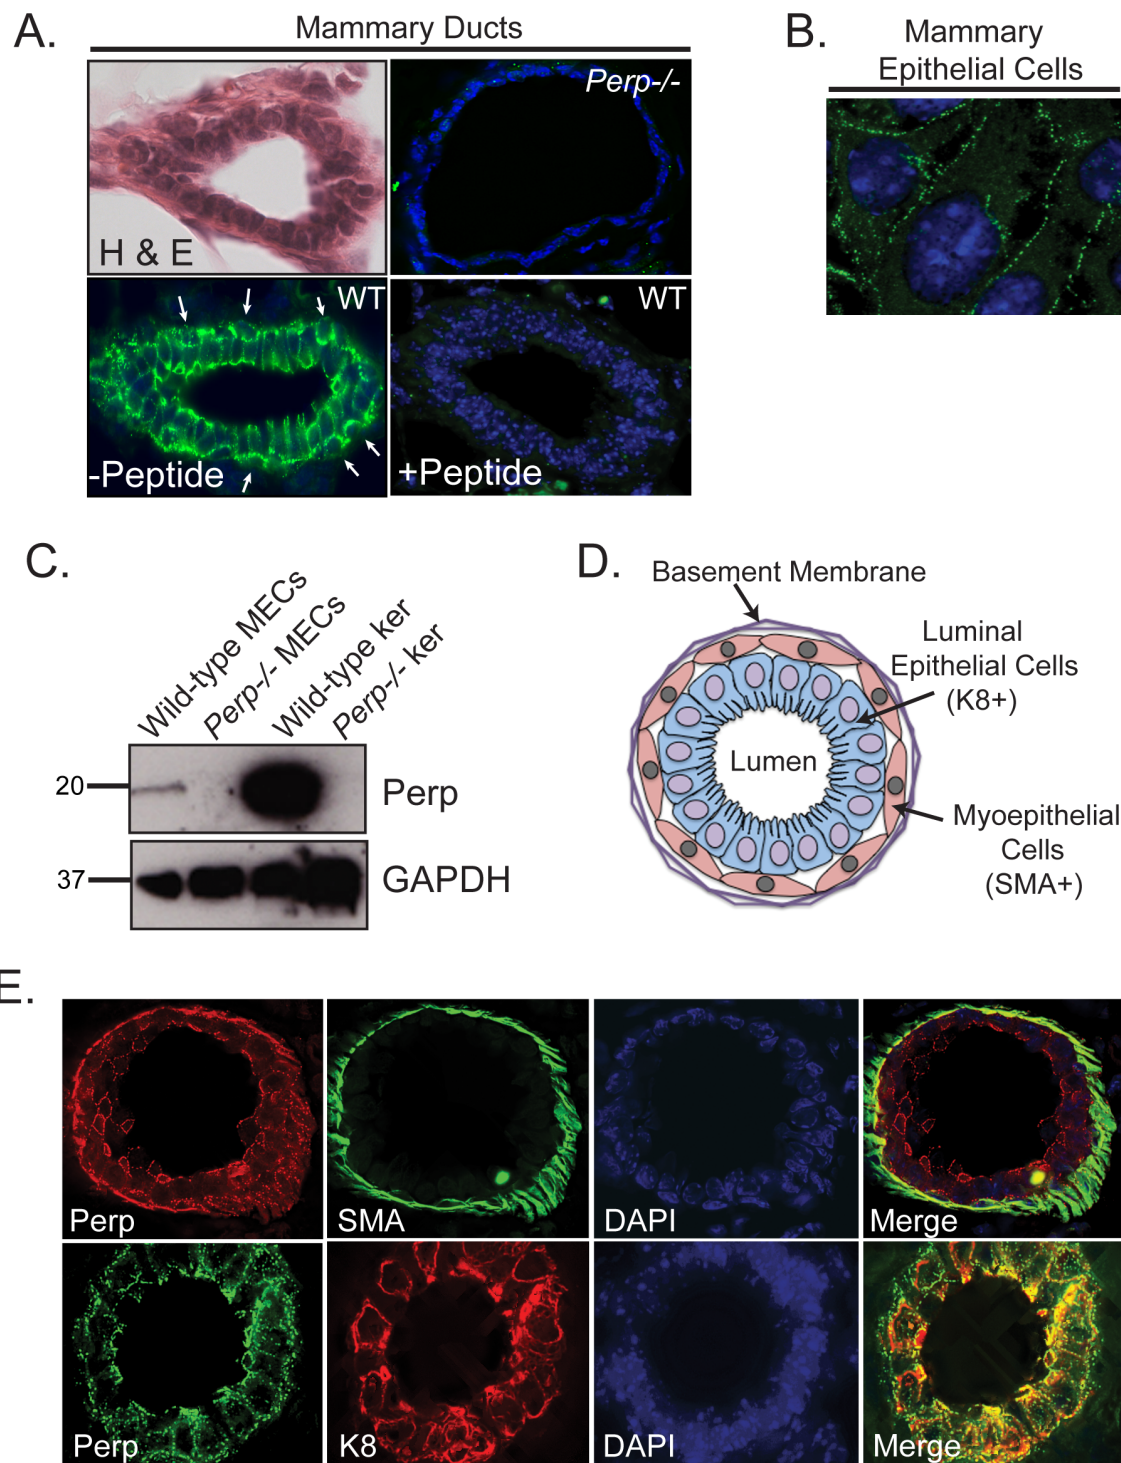 A.
Mammary Ducts
H & E
Perp-/-
WT
-Peptide
WT
+Peptide
B.
Mammary
Epithelial Cells
C.
Wild-type MECs
Perp-/- MECs
Wild-type ker
Perp-/- ker
20
Perp
37
GAPDH
D.
Basement Membrane
Luminal
Epithelial Cells
(K8+)
Lumen
Myoepithelial
Cells
(SMA+)
E.
Perp
SMA
DAPI
Merge
Perp
K8
DAPI
Merge